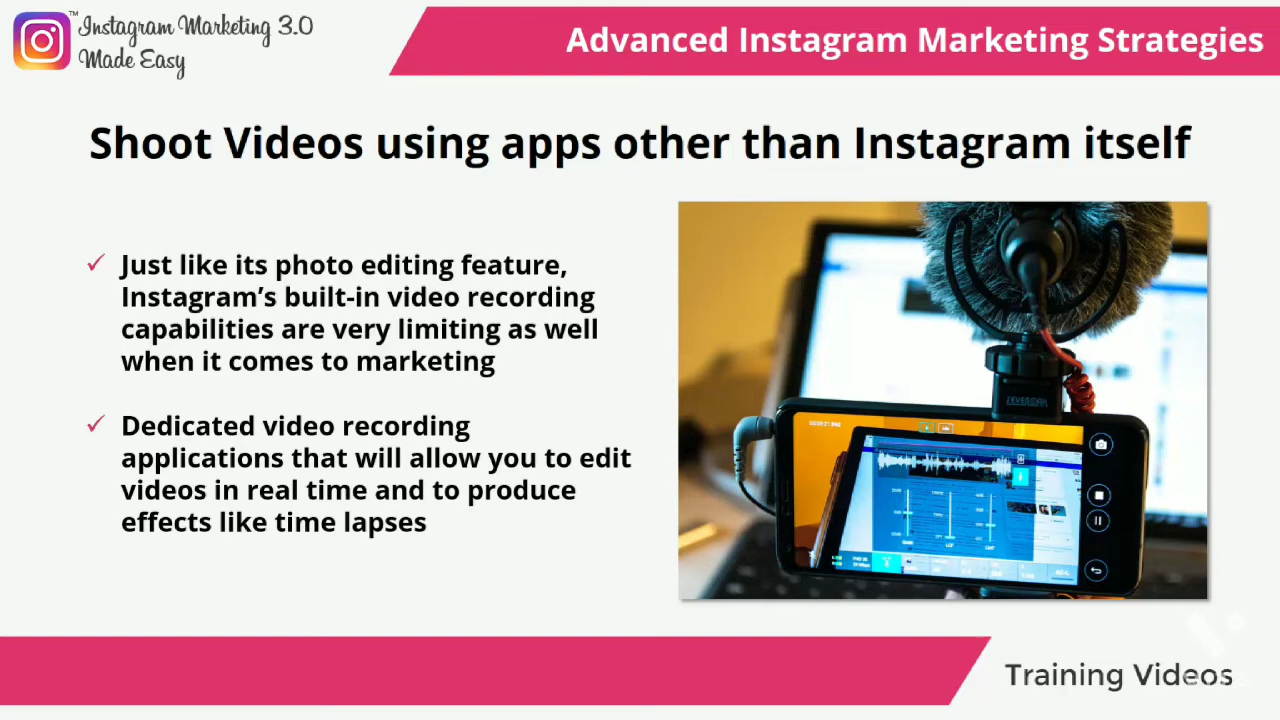 Instagram Marketing 3.0
™
Made Easy
Advanced Instagram Marketing Strategies
Shoot Videos using apps other than Instagram itself
✓ Just like its photo editing feature,
Instagram’s built-in video recording
capabilities are very limiting as well
when it comes to marketing
✓ Dedicated video recording
applications that will allow you to edit
videos in real time and to produce
effects like time lapses
Training Videos